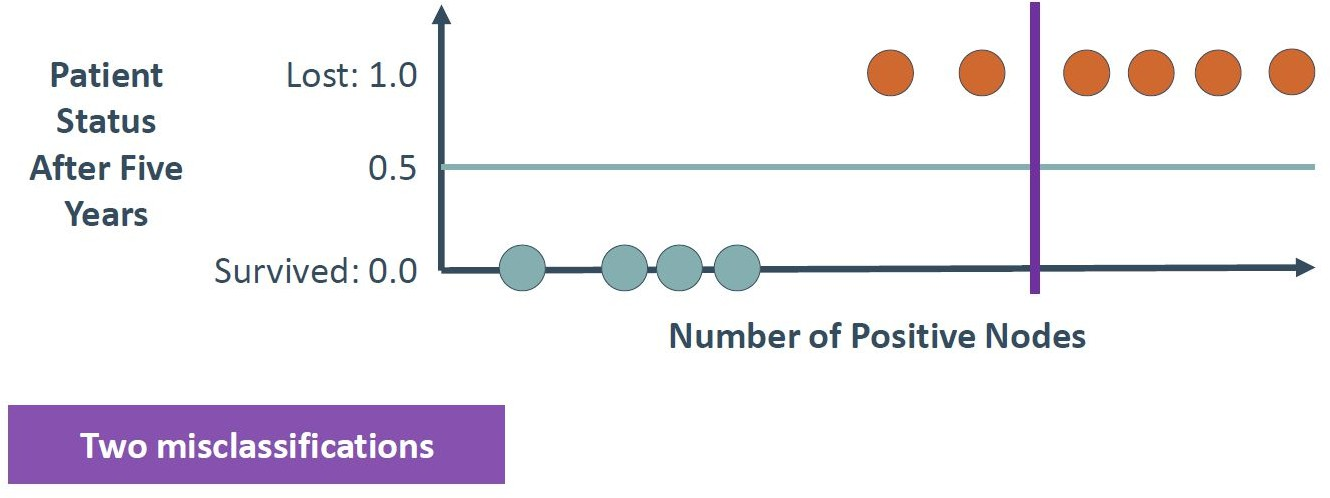 Patient
Status
After Five
Years
Lost: 1.0
0.5
Survived: 0.0
Number of Positive Nodes
Two misclassifications